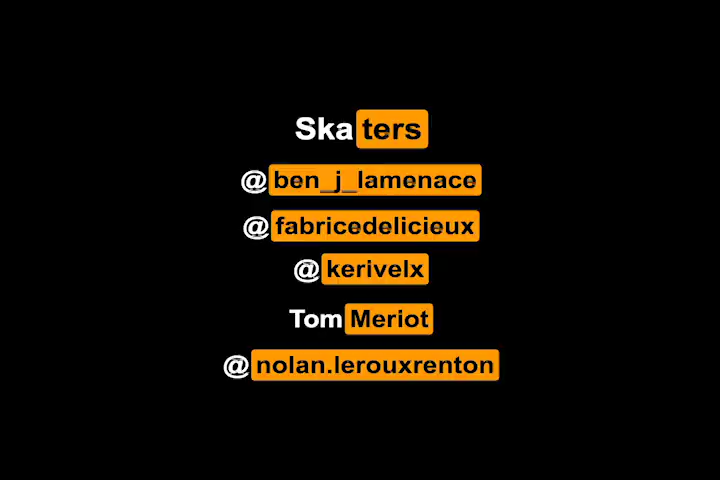 Skaters
@ben_j_lamenace
@fabricedelicieux
@kerivelx
Tom Meriot
@nolan.lerouxrenton